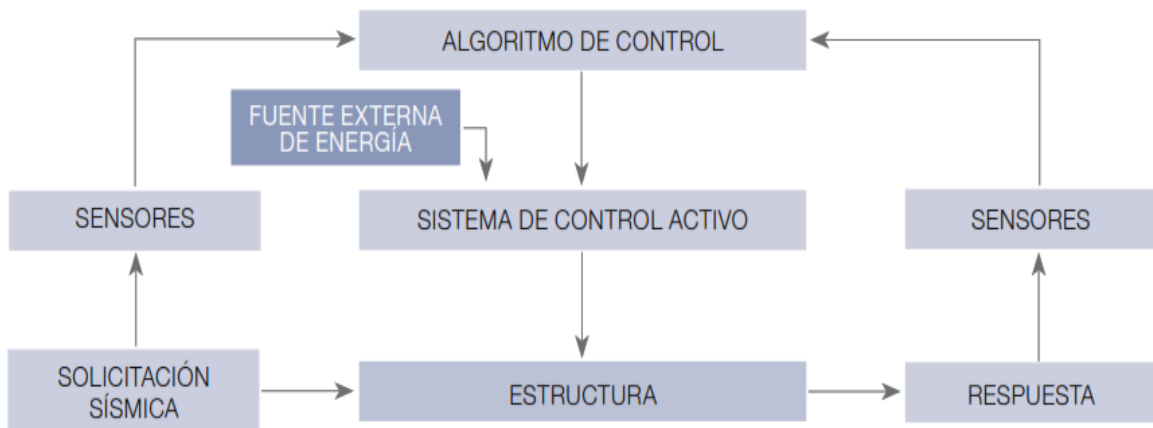 ALGORITMO DE CONTROL
FUENTE EXTERNA
DE ENERGÍA
SENSORES
SISTEMA DE CONTROL ACTIVO
SENSORES
SOLICITACIÓN
SÍSMICA
ESTRUCTURA
RESPUESTA